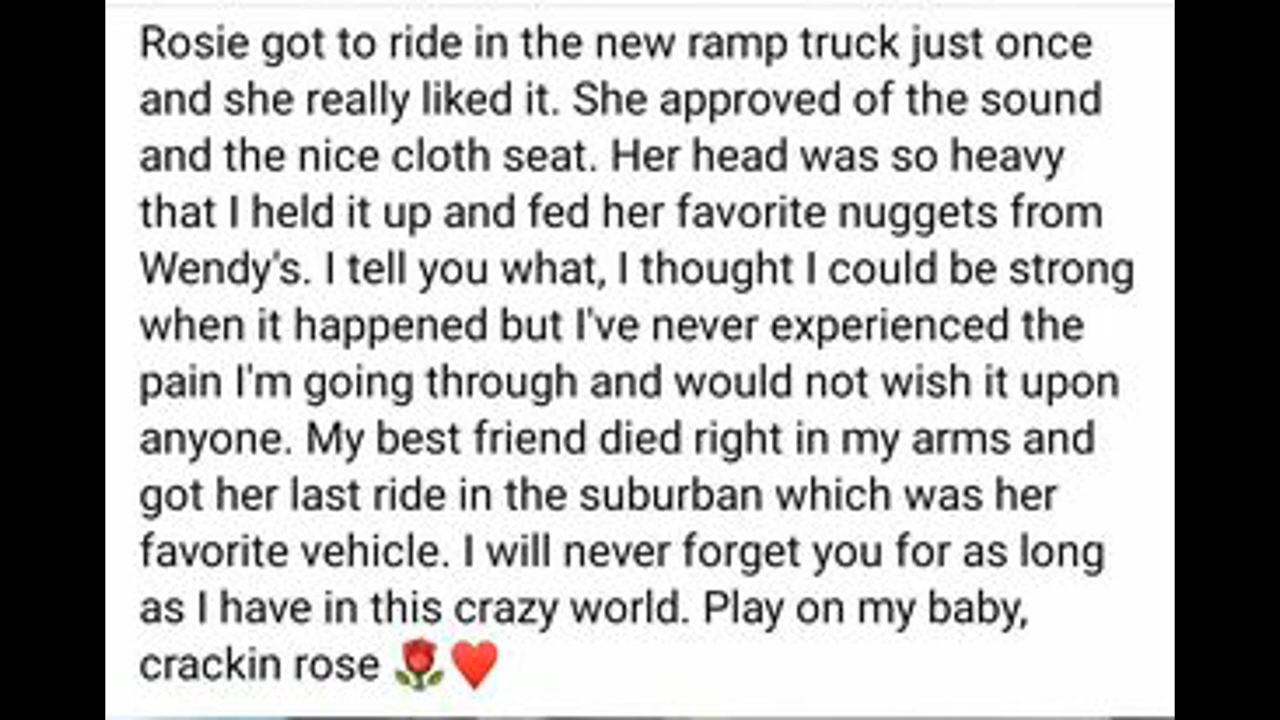 Rosie got to ride in the new ramp truck just once
and she really liked it. She approved of the sound
and the nice cloth seat. Her head was so heavy
that I held it up and fed her favorite nuggets from
Wendy's. I tell you what, I thought I could be strong
when it happened but I've never experienced the
pain I'm going through and would not wish it upon
anyone. My best friend died right in my arms and
got her last ride in the suburban which was her
favorite vehicle. I will never forget you for as long
as I have in this crazy world. Play on my baby,
crackin rose 🌹♥️